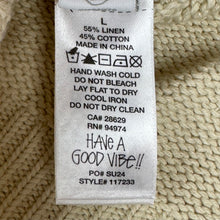 L
55% LINEN
45% COTTON
MADE IN CHINA
HAND WASH COLD
DO NOT BLEACH
LAY FLAT TO DRY
COOL IRON
DO NOT DRY CLEAN
CA# 28629
RN# 94974
HAVE A
GOOD VIBE!!
PO# SU24
STYLE# 117233